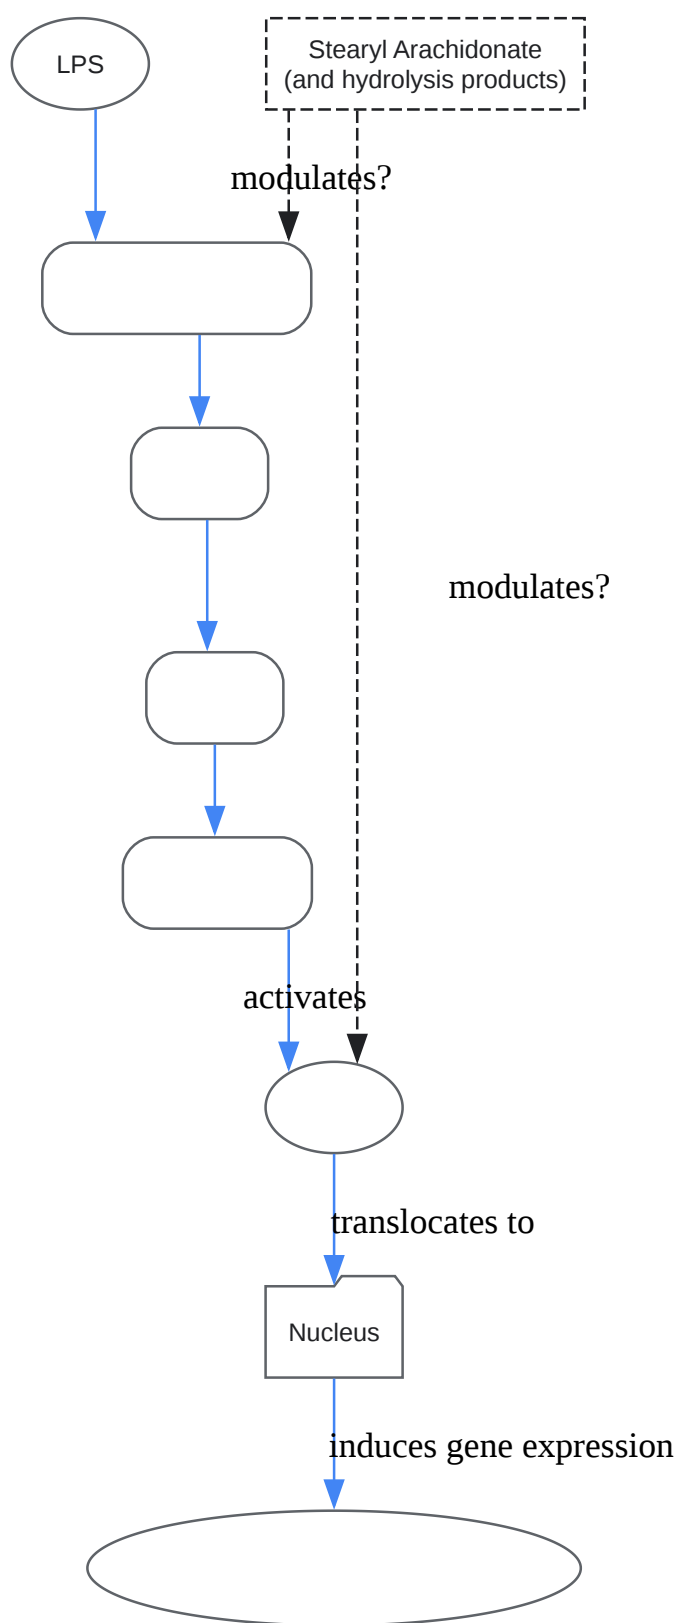 LPS
Stearyl Arachidonate
(and hydrolysis products)
modulates?
modulates?
activates
translocates to
Nucleus
induces gene expression